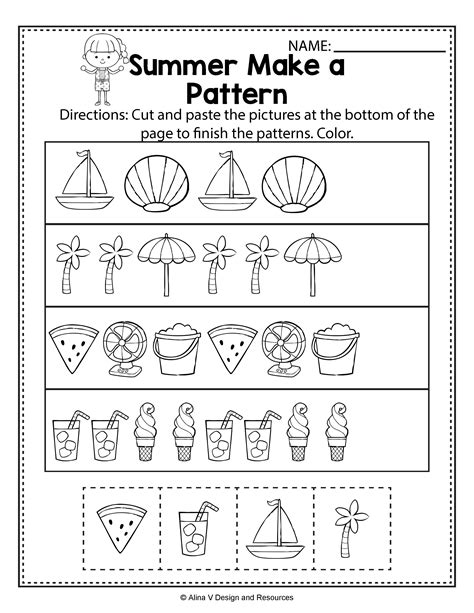 NAME:
Summer Make a
Pattern
Directions: Cut and paste the pictures at the bottom of the
page to finish the patterns. Color.
© Alina V Design and Resources